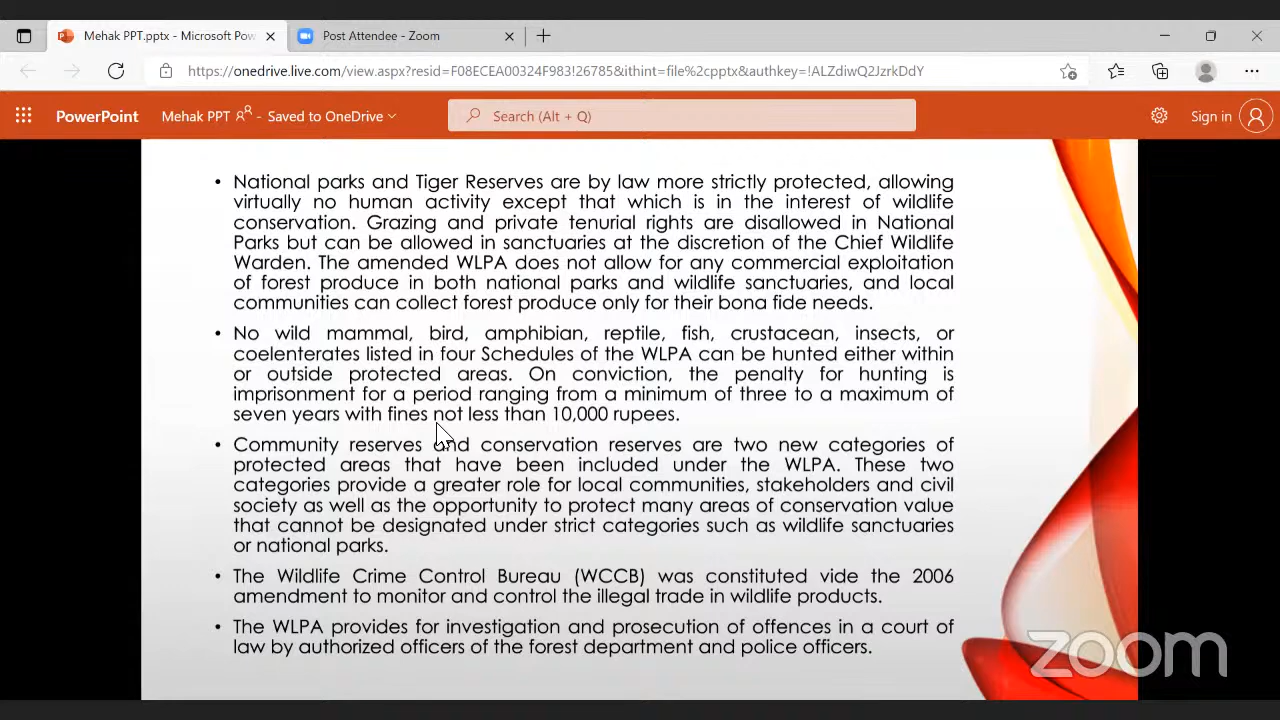 Mehak PPT.pptx - Microsoft Pow
Post Attendee - Zoom
https://onedrive.live.com/view.aspx?resid=F08ECEA00324F983!26785&ithint=file%2cpptx&authkey=!ALZdiwQ2JzrkDdY
PowerPoint Mehak PPT - Saved to OneDrive Search (Alt + Q) Sign in
• National parks and Tiger Reserves are by law more strictly protected, allowing
virtually no human activity except that which is in the interest of wildlife
conservation. Grazing and private tenurial rights are disallowed in National
Parks but can be allowed in sanctuaries at the discretion of the Chief Wildlife
Warden. The amended WLPA does not allow for any commercial exploitation
of forest produce in both national parks and wildlife sanctuaries, and local
communities can collect forest produce only for their bona fide needs.
• No wild mammal, bird, amphibian, reptile, fish, crustacean, insects, or
coelenterates listed in four Schedules of the WLPA can be hunted either within
or outside protected areas. On conviction, the penalty for hunting is
imprisonment for a period ranging from a minimum of three to a maximum of
seven years with fines not less than 10,000 rupees.
• Community reserves and conservation reserves are two new categories of
protected areas that have been included under the WLPA. These two
categories provide a greater role for local communities, stakeholders and civil
society as well as the opportunity to protect many areas of conservation value
that cannot be designated under strict categories such as wildlife sanctuaries
or national parks.
• The Wildlife Crime Control Bureau (WCCB) was constituted vide the 2006
amendment to monitor and control the illegal trade in wildlife products.
• The WLPA provides for investigation and prosecution of offences in a court of
law by authorized officers of the forest department and police officers.
zoom